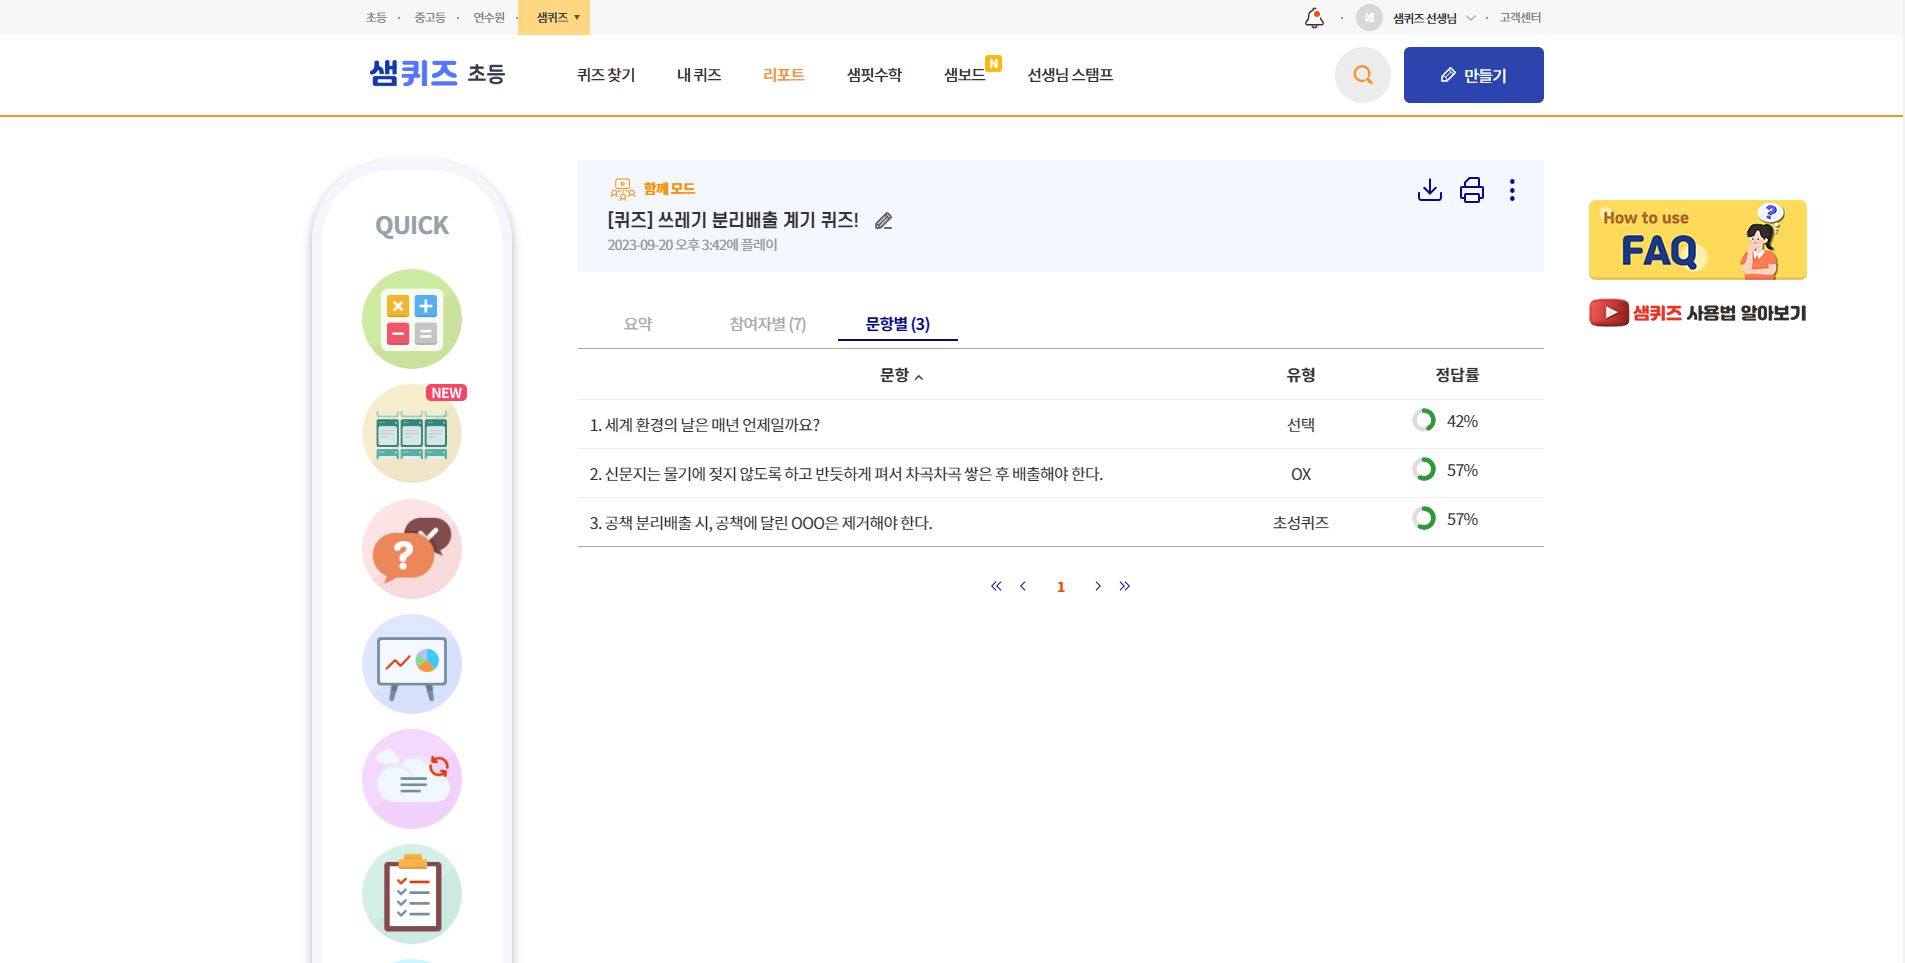 초등 · 중고등 · 연수원 · 샘퀴즈 ▾ · 샘 샘퀴즈 선생님 · 고객센터
샘퀴즈 초등 퀴즈 찾기 내 퀴즈 리포트 샘핏수학 샘보드 N 선생님 스탬프 만들기
QUICK
NEW
함께 모드
[퀴즈] 쓰레기 분리배출 계기 퀴즈!
2023-09-20 오후 3:42에 플레이
요약 참여자별 (7) 문항별 (3)
문항 유형 정답률
1. 세계 환경의 날은 매년 언제일까요? 선택 42%
2. 신문지는 물기에 젖지 않도록 하고 반듯하게 펴서 차곡차곡 쌓은 후 배출해야 한다. OX 57%
3. 공책 분리배출 시, 공책에 달린 OOO은 제거해야 한다. 초성퀴즈 57%
« ‹ 1 › »
How to use
FAQ
샘퀴즈 사용법 알아보기